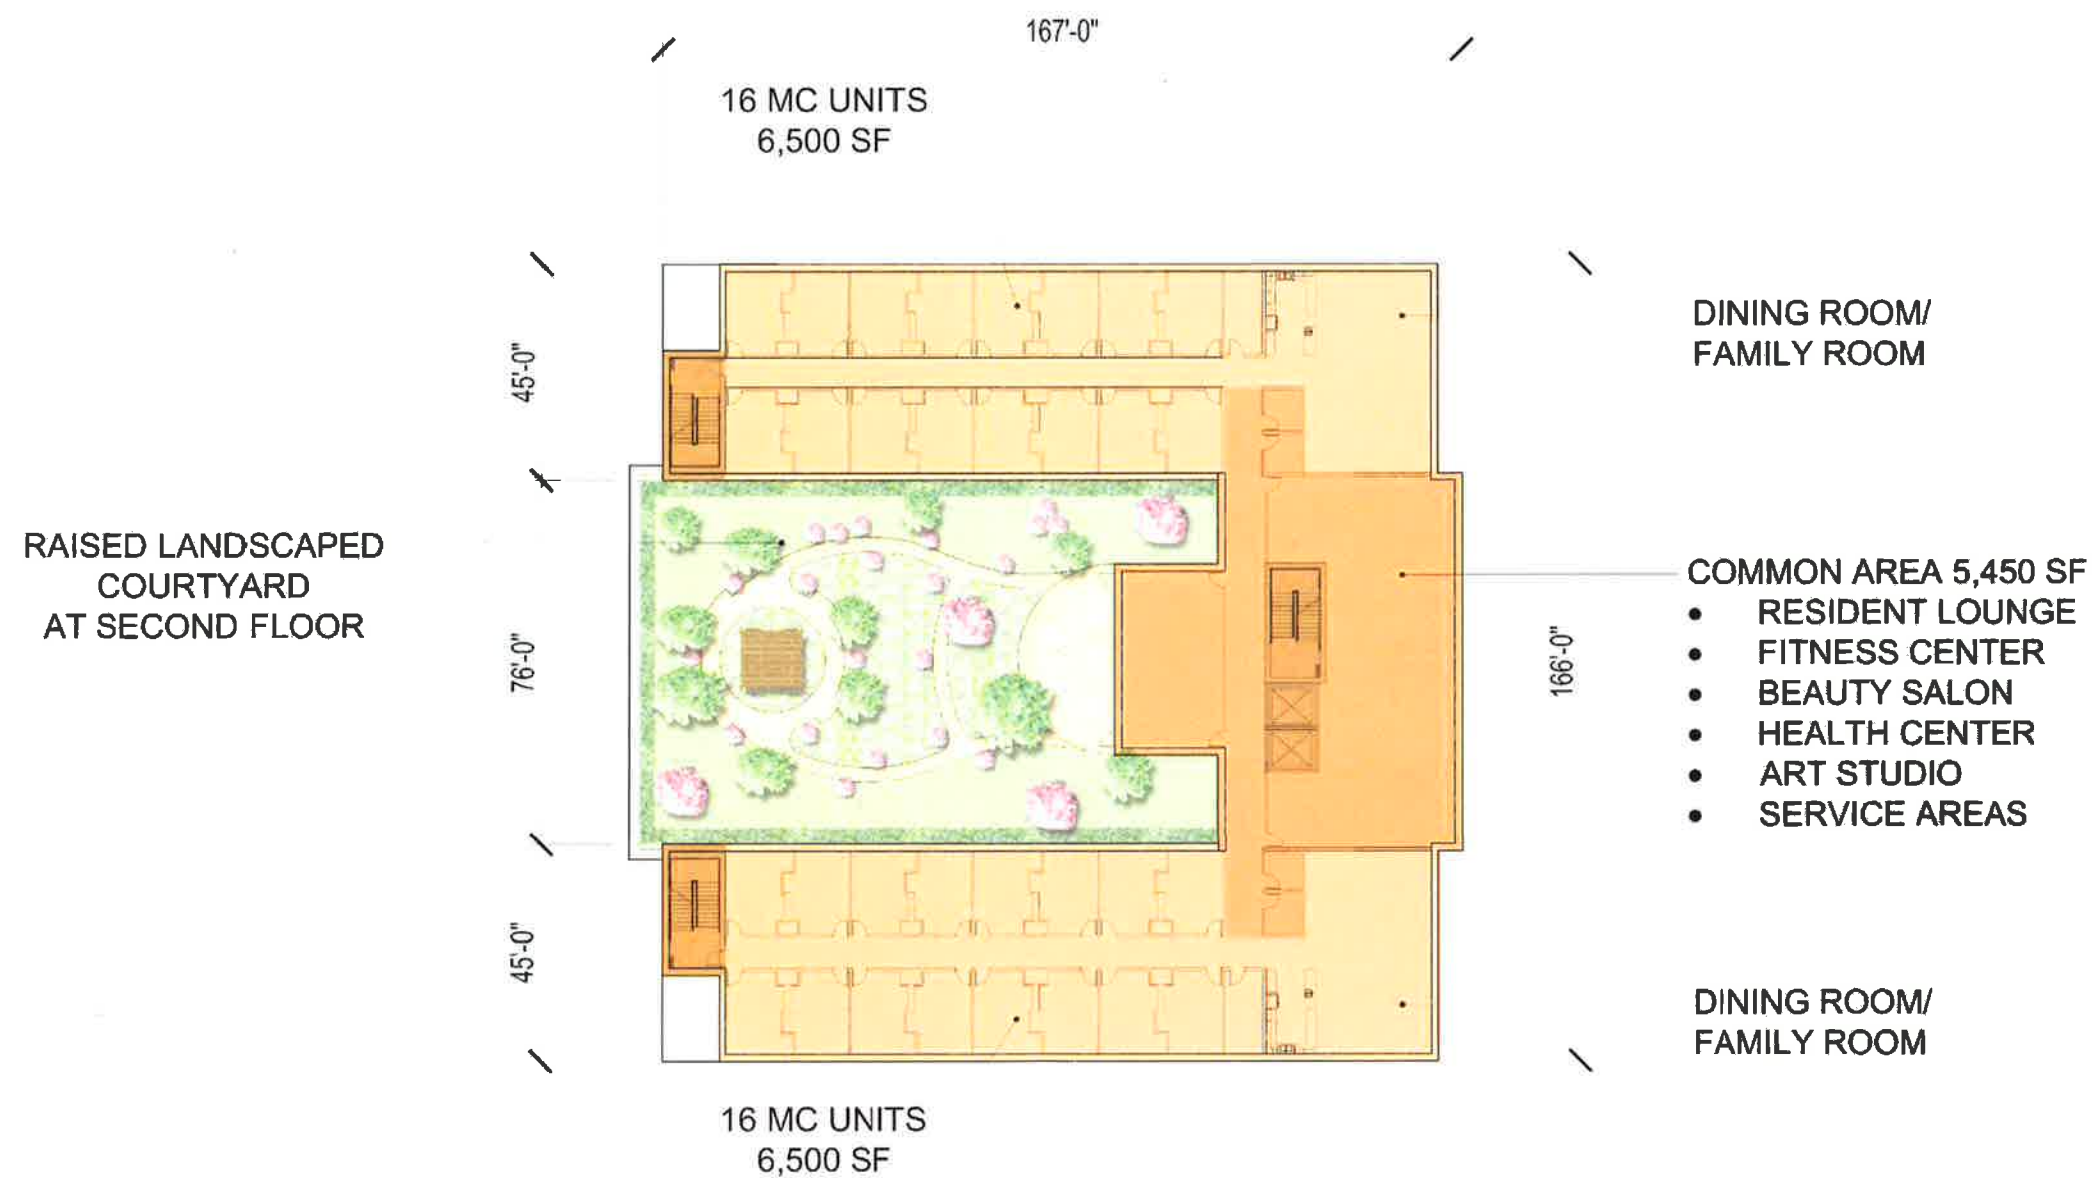 167'-0"
16 MC UNITS
6,500 SF
DINING ROOM/
FAMILY ROOM
45'-0"
RAISED LANDSCAPED
COURTYARD
AT SECOND FLOOR
76'-0"
COMMON AREA 5,450 SF
• RESIDENT LOUNGE
• FITNESS CENTER
• BEAUTY SALON
• HEALTH CENTER
• ART STUDIO
• SERVICE AREAS
166'-0"
45'-0"
DINING ROOM/
FAMILY ROOM
16 MC UNITS
6,500 SF